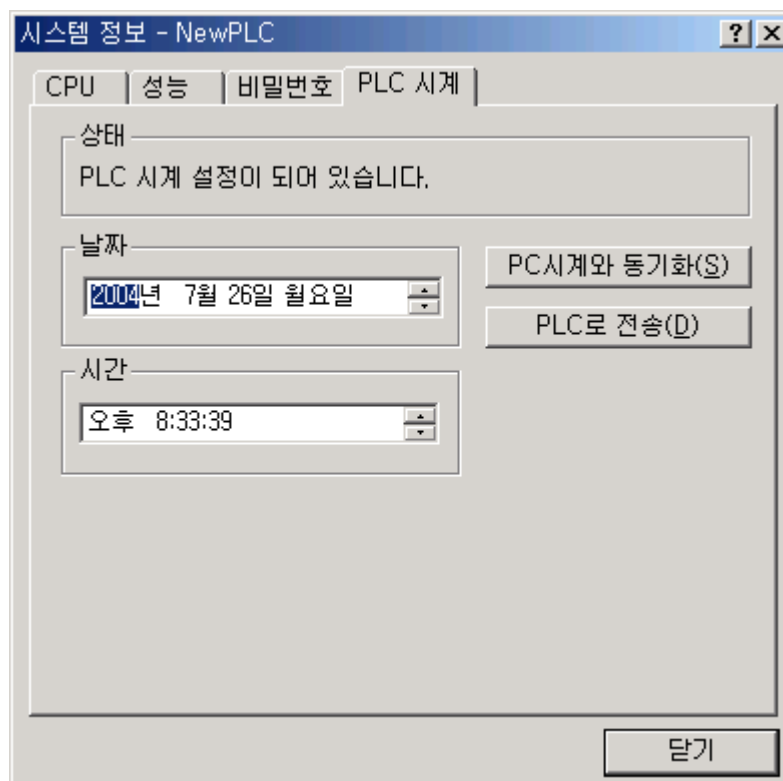 시스템 정보 - NewPLC
CPU 성능 비밀번호 PLC 시계
상태
PLC 시계 설정이 되어 있습니다.
날짜
2004년 7월 26일 월요일
PC시계와 동기화(S)
PLC로 전송(D)
시간
오후 8:33:39
닫기